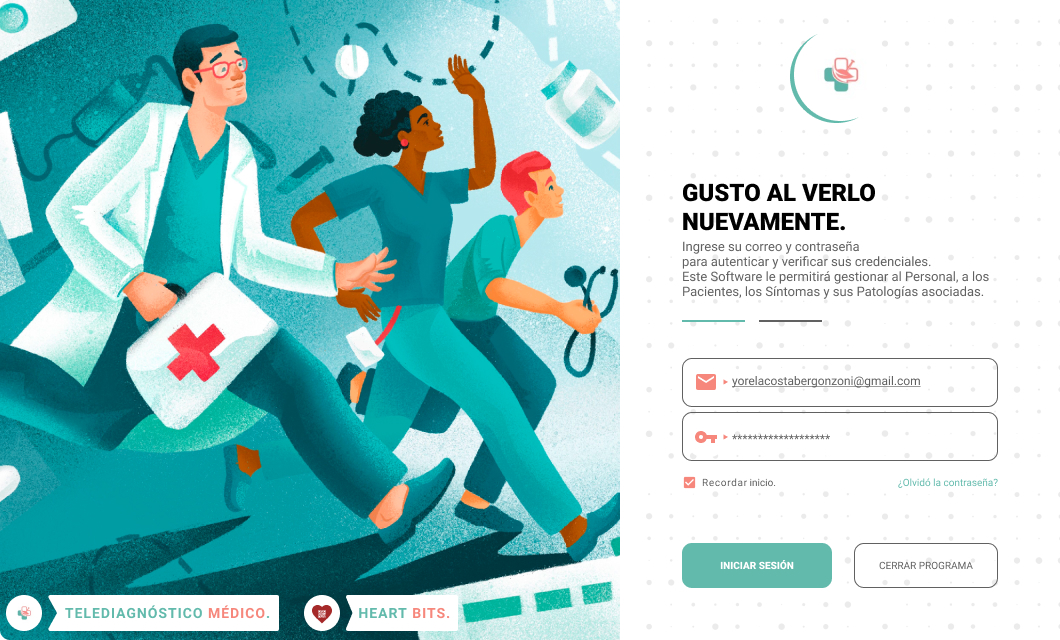 GUSTO AL VERLO
NUEVAMENTE.
Ingrese su correo y contraseña
para autenticar y verificar sus credenciales.
Este Software le permitirá gestionar al Personal, a los
Pacientes, los Síntomas y sus Patologías asociadas.
yorelacostabergonzoni@gmail.com
*******************
Recordar inicio.
¿Olvidó la contraseña?
INICIAR SESIÓN
CERRAR PROGRAMA
TELEDIAGNÓSTICO MÉDICO.
HEART BITS.